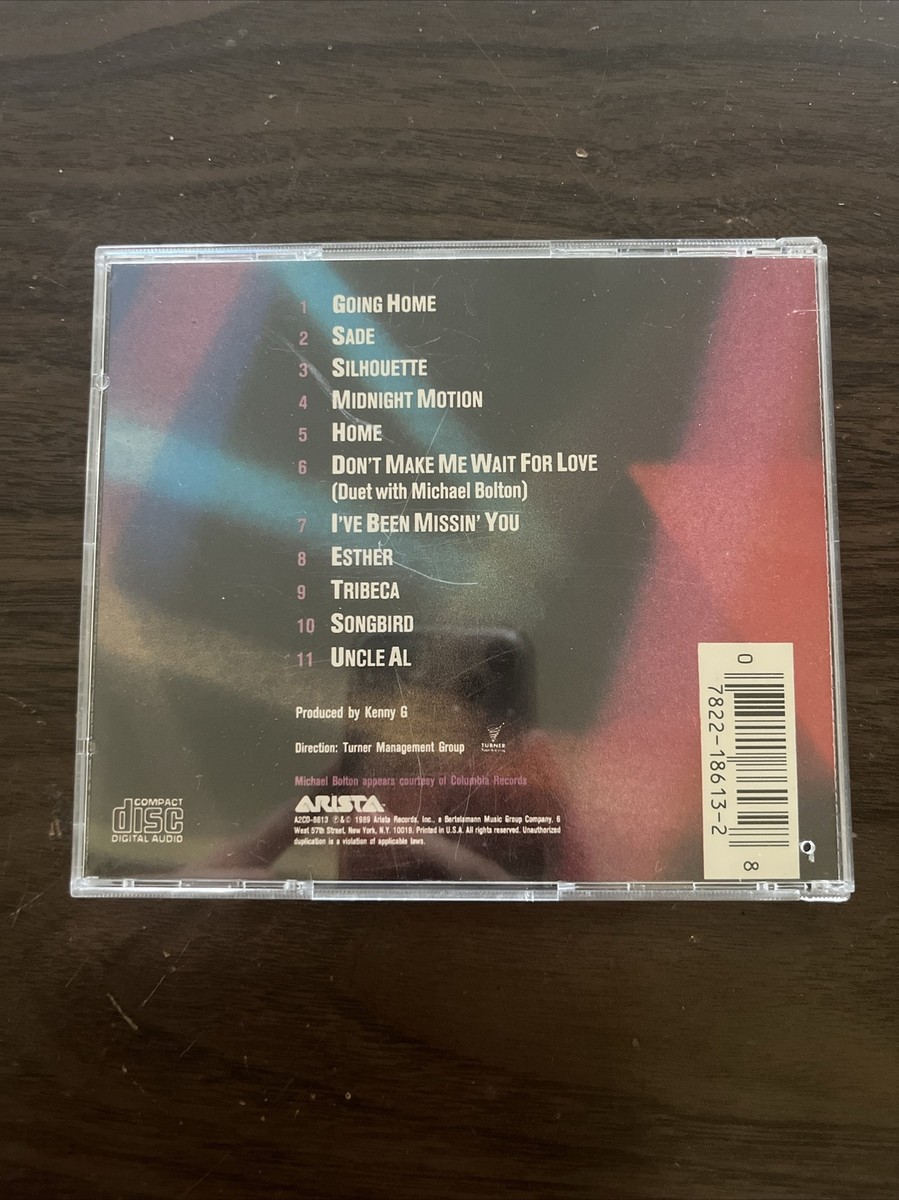 1 GOING HOME
2 SADE
3 SILHOUETTE
4 MIDNIGHT MOTION
5 HOME
6 DON'T MAKE ME WAIT FOR LOVE
(Duet with Michael Bolton)
7 I'VE BEEN MISSIN' YOU
8 ESTHER
9 TRIBECA
10 SONGBIRD
11 UNCLE AL
Produced by Kenny G
Direction: Turner Management Group
TURNER
Michael Bolton appears courtesy of Columbia Records
ARISTA
A2CD-8613 ℗&© 1989 Arista Records, Inc., a Bertelsmann Music Group Company, 6
West 57th Street, New York, N.Y. 10019. Printed in U.S.A. All rights reserved. Unauthorized
duplication is a violation of applicable laws.
COMPACT
disc
DIGITAL AUDIO
0 7822-18613-2 8